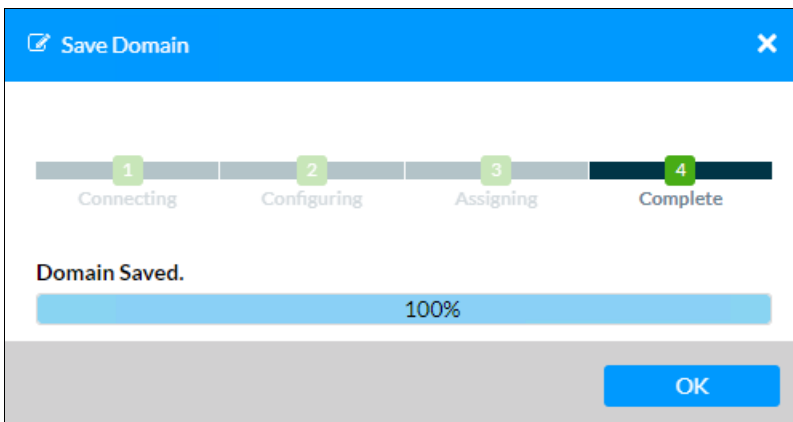 Save Domain
1 2 3 4
Connecting Configuring Assigning Complete
Domain Saved.
100%
OK